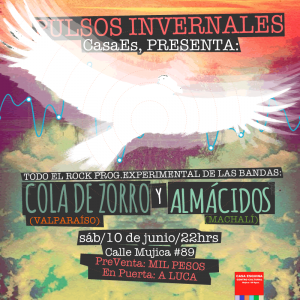 PULSOS INVERNALES
CasaEs, PRESENTA:
TODO EL ROCK PROG.EXPERIMENTAL DE LAS BANDAS:
COLA DE ZORRO Y ALMÁCIDOS
(VALPARAÍSO)
(MACHALÍ)
sáb/10 de junio/22hrs
Calle Mujica #89
PreVenta: MIL PESOS
En Puerta: A LUCA